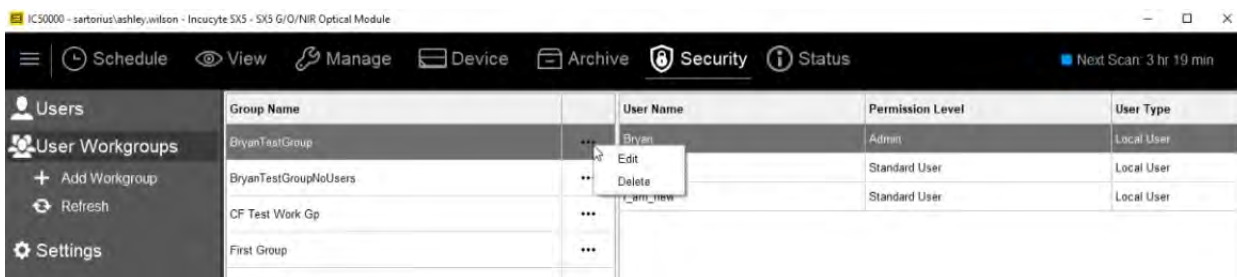 IC50000 - sartorius\ashley.wilson - Incucyte SX5 - SX5 G/O/NIR Optical Module
Schedule View Manage Device Archive Security Status Next Scan: 3 hr 19 min
Users
User Workgroups
+ Add Workgroup
Refresh
Settings
Group Name
BryanTestGroup ...
BryanTestGroupNoUsers ...
CF Test Work Gp ...
First Group ...
Edit
Delete
User Name Permission Level User Type
Bryan Admin Local User
Standard User Local User
i_am_new Standard User Local User